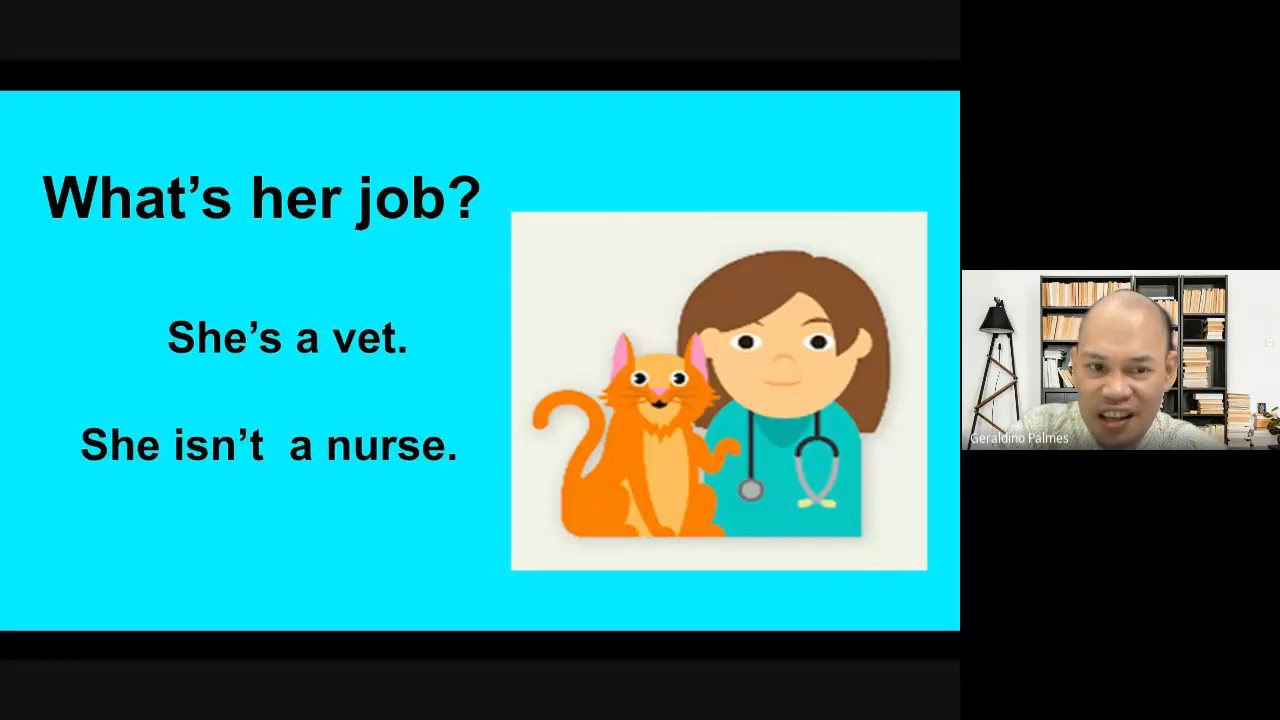 What's her job?
She's a vet.
She isn't  a nurse.
Geraldino Palmes